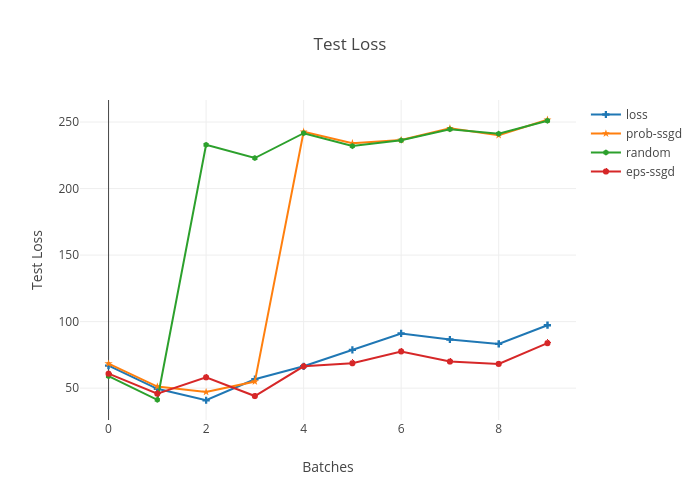 Test Loss
250
200
150
100
50
0
2
4
6
8
Test Loss
Batches
loss
prob-ssgd
random
eps-ssgd